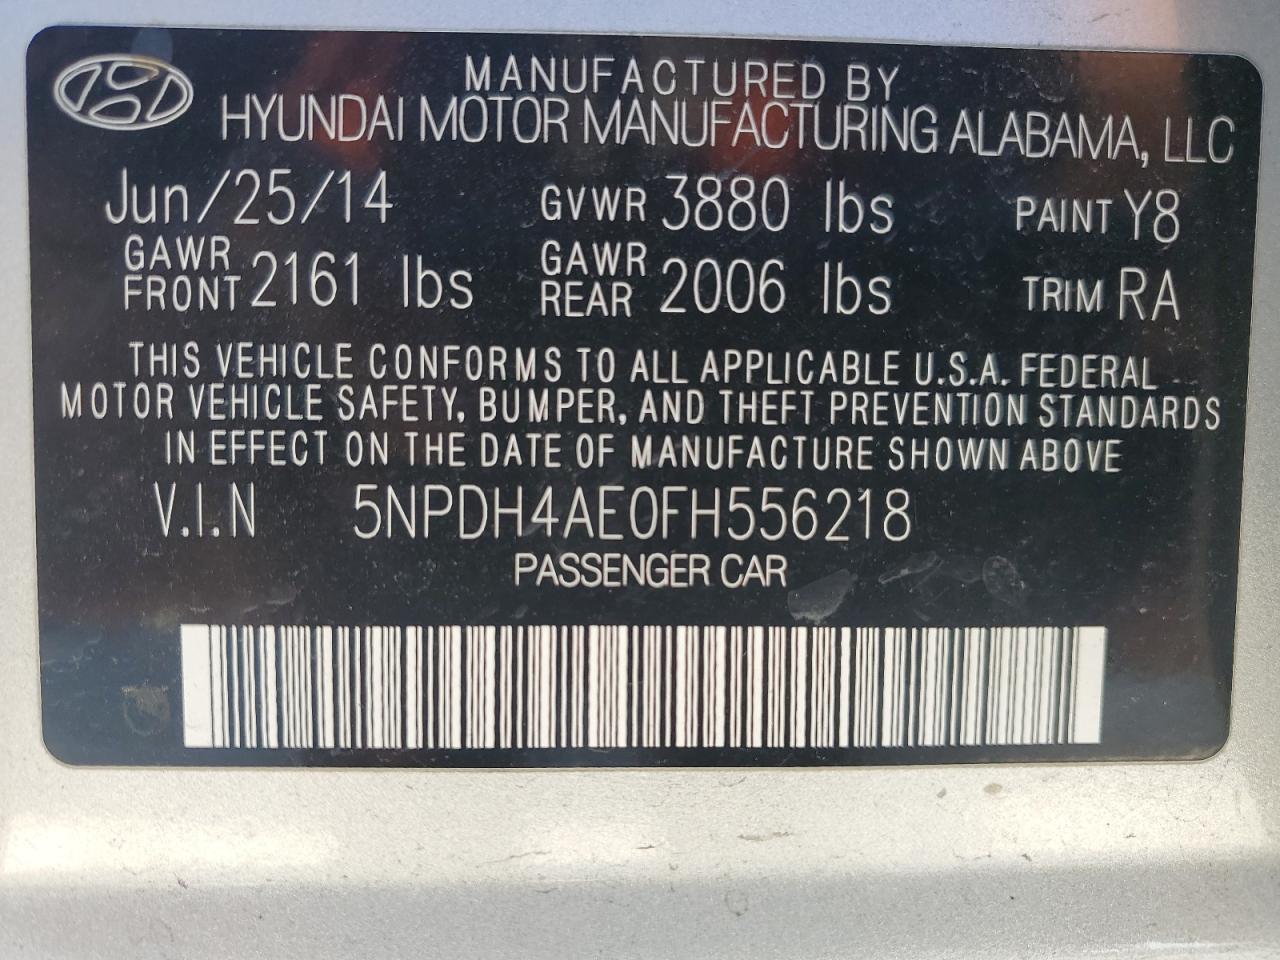 MANUFACTURED BY
HYUNDAI MOTOR MANUFACTURING ALABAMA, LLC
Jun/25/14 GVWR 3880 lbs PAINT Y8
GAWR FRONT 2161 lbs GAWR REAR 2006 lbs TRIM RA
THIS VEHICLE CONFORMS TO ALL APPLICABLE U.S.A. FEDERAL
MOTOR VEHICLE SAFETY, BUMPER, AND THEFT PREVENTION STANDARDS
IN EFFECT ON THE DATE OF MANUFACTURE SHOWN ABOVE
V.I.N 5NPDH4AE0FH556218
PASSENGER CAR